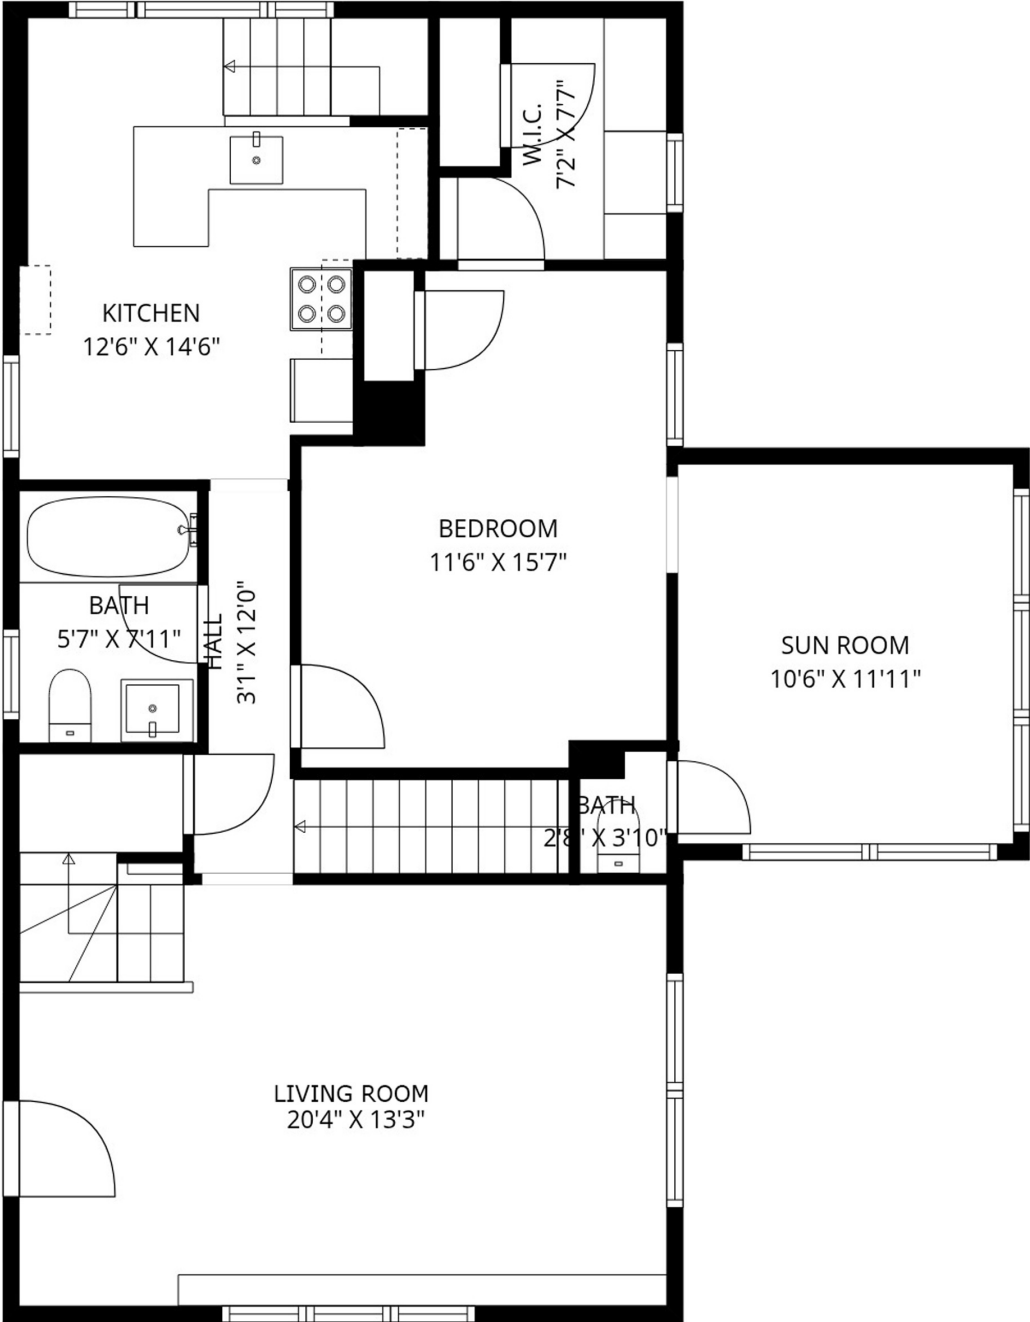 W.I.C.
7'2" X 7'7"
KITCHEN
12'6" X 14'6"
BEDROOM
11'6" X 15'7"
BATH
5'7" X 7'11"
HALL
3'1" X 12'0"
SUN ROOM
10'6" X 11'11"
BATH
2'8" X 3'10"
LIVING ROOM
20'4" X 13'3"